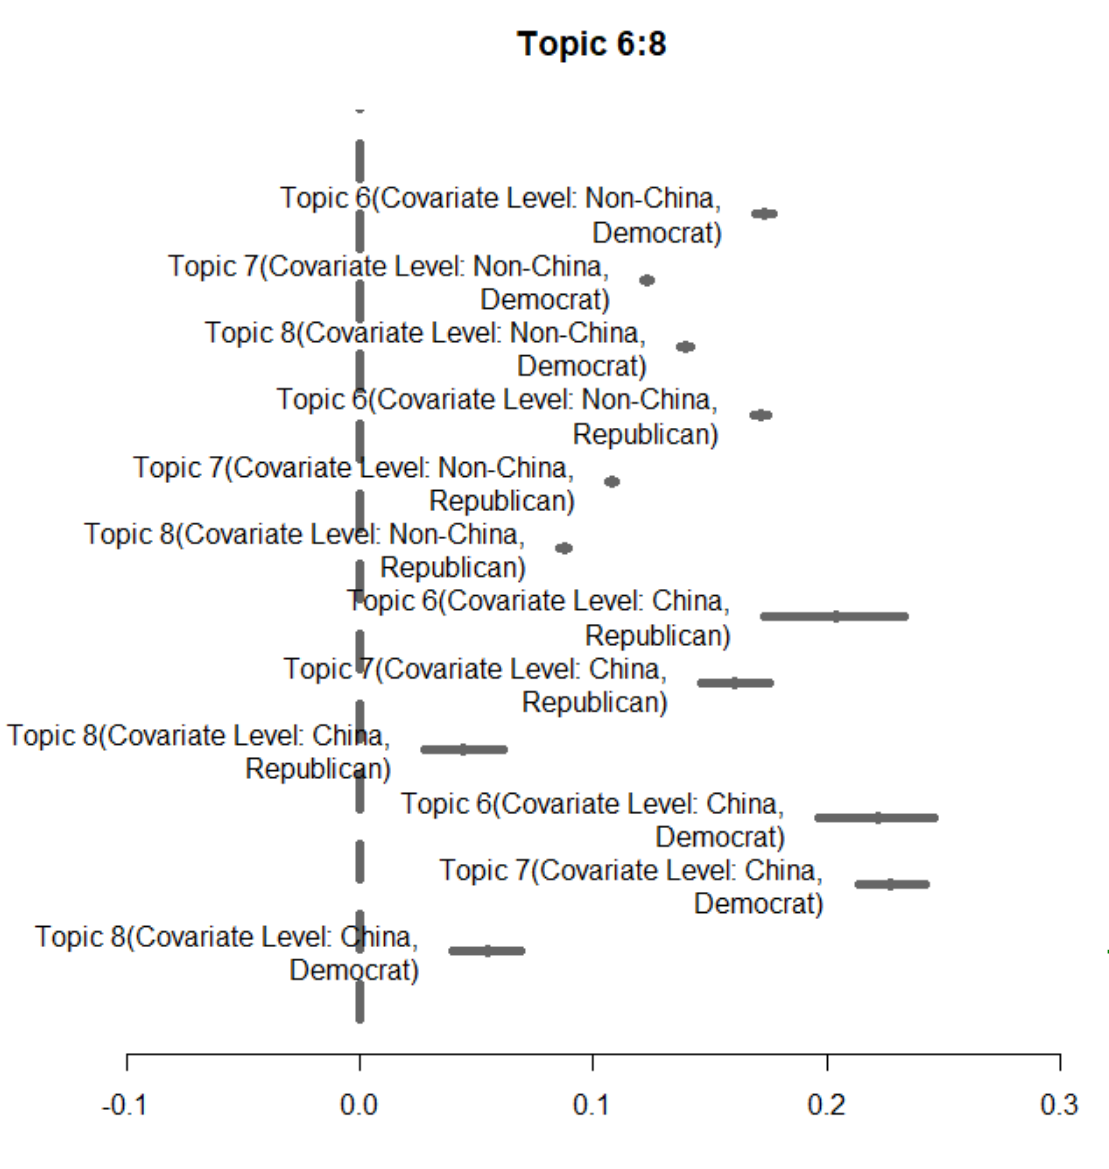 Topic 6:8
Topic 6(Covariate Level: Non-China,
Democrat)
Topic 7(Covariate Level: Non-China,
Democrat)
Topic 8(Covariate Level: Non-China,
Democrat)
Topic 6(Covariate Level: Non-China,
Republican)
Topic 7(Covariate Level: Non-China,
Republican)
Topic 8(Covariate Level: Non-China,
Republican)
Topic 6(Covariate Level: China,
Republican)
Topic 7(Covariate Level: China,
Republican)
Topic 8(Covariate Level: China,
Republican)
Topic 6(Covariate Level: China,
Democrat)
Topic 7(Covariate Level: China,
Democrat)
Topic 8(Covariate Level: China,
Democrat)
-0.1 0.0 0.1 0.2 0.3